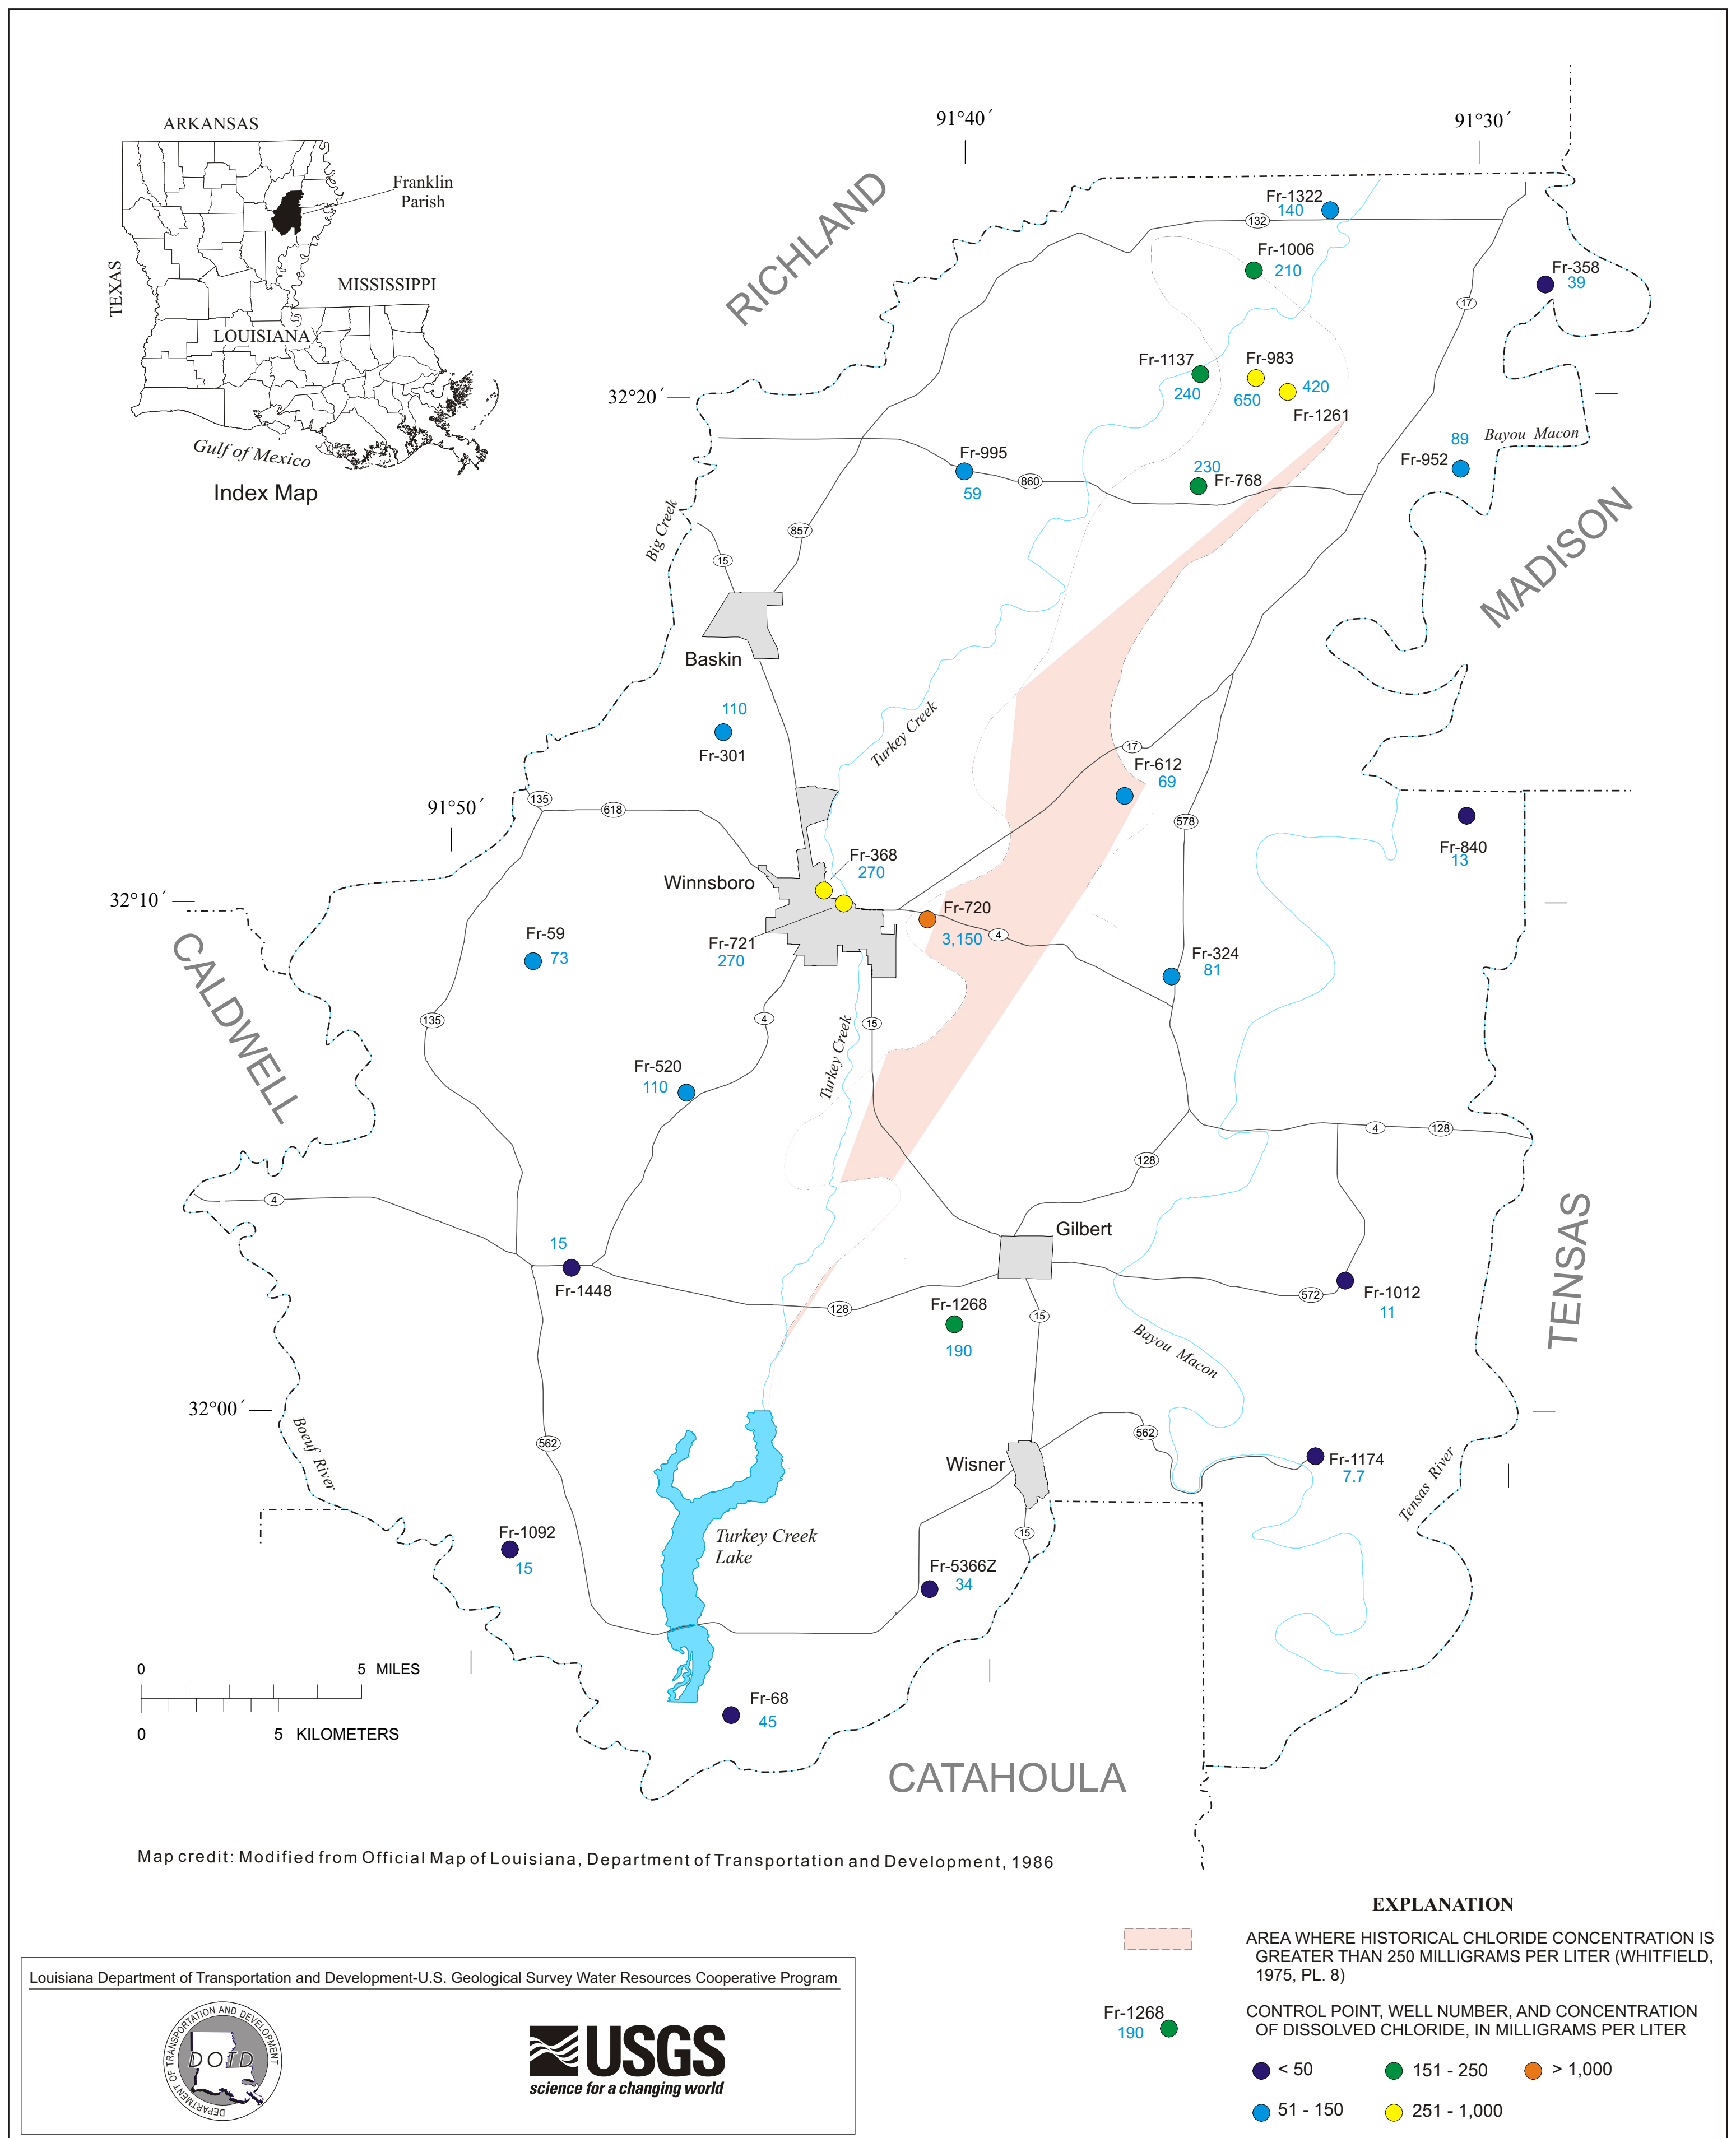 ARKANSAS
Franklin
Parish
TEXAS
MISSISSIPPI
LOUISIANA
Gulf of Mexico
Index Map
91°40´
91°30´
RICHLAND
Fr-1322
140
132
Fr-1006
210
Fr-358
39
17
Fr-1137
240
Fr-983
650
420
Fr-1261
32°20´
89
Bayou Macon
Fr-952
Fr-995
59
860
230
Fr-768
Big Creek
857
15
MADISON
Baskin
110
Fr-301
Turkey Creek
17
Fr-612
69
91°50´
135
618
578
Fr-840
13
Fr-368
270
Winnsboro
32°10´
Fr-720
3,150
4
Fr-721
270
Fr-59
73
Fr-324
81
CALDWELL
135
4
15
Turkey Creek
Fr-520
110
4
128
128
4
TENSAS
Gilbert
15
Fr-1448
128
Fr-1268
190
15
572
Fr-1012
11
Bayou Macon
32°00´
Boeuf River
562
562
Wisner
Fr-1174
7.7
Tensas River
Fr-1092
15
Turkey Creek
Lake
15
Fr-5366Z
34
0 5 MILES
0 5 KILOMETERS
Fr-68
45
CATAHOULA
Map credit: Modified from Official Map of Louisiana, Department of Transportation and Development, 1986
EXPLANATION
AREA WHERE HISTORICAL CHLORIDE CONCENTRATION IS
GREATER THAN 250 MILLIGRAMS PER LITER (WHITFIELD,
1975, PL. 8)
Fr-1268
190
CONTROL POINT, WELL NUMBER, AND CONCENTRATION
OF DISSOLVED CHLORIDE, IN MILLIGRAMS PER LITER
< 50
151 - 250
> 1,000
51 - 150
251 - 1,000
Louisiana Department of Transportation and Development-U.S. Geological Survey Water Resources Cooperative Program
DEPARTMENT OF TRANSPORTATION AND DEVELOPMENT
DOTD
USGS
science for a changing world